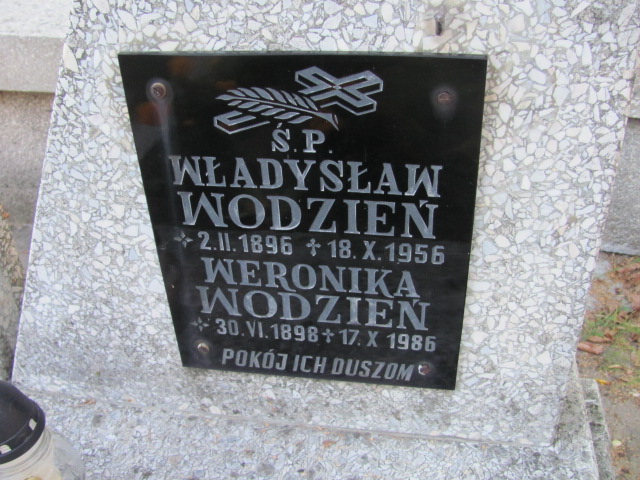 Ś.P.
WŁADYSŁAW
WODZIEŃ
2.II.1896 ✝ 18.X.1956
WERONIKA
WODZIEŃ
30.VI.1898 ✝ 17.X 1986
POKÓJ ICH DUSZOM